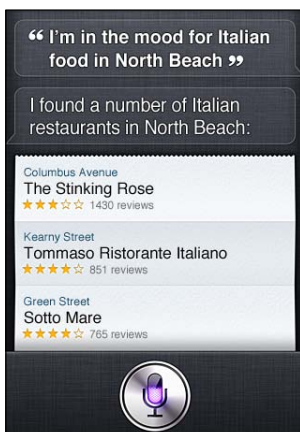 “ I'm in the mood for Italian
food in North Beach ”
I found a number of Italian
restaurants in North Beach:
Columbus Avenue
The Stinking Rose
1430 reviews
Kearny Street
Tommaso Ristorante Italiano
851 reviews
Green Street
Sotto Mare
765 reviews